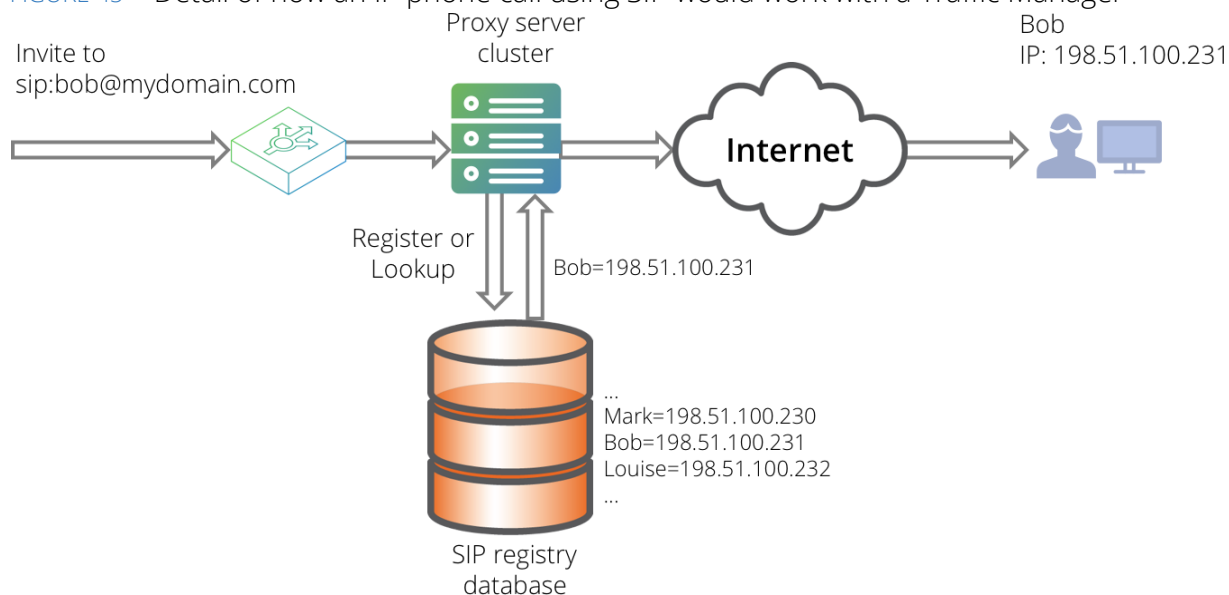 Proxy server
cluster
Invite to
sip:bob@mydomain.com
Bob
IP: 198.51.100.231
Internet
Register or
Lookup
Bob=198.51.100.231
...
Mark=198.51.100.230
Bob=198.51.100.231
Louise=198.51.100.232
...
SIP registry
database